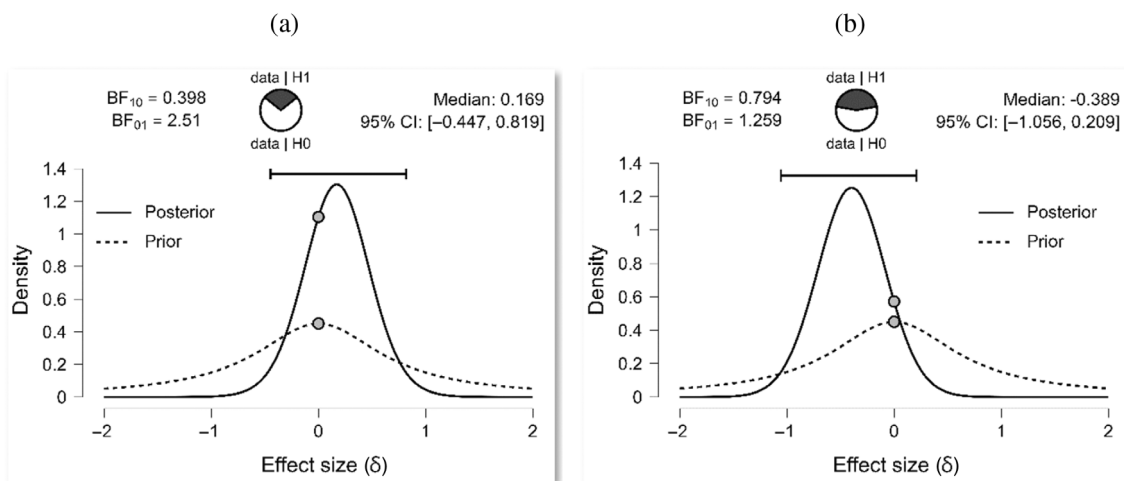 (a)
data | H1
BF₁₀ = 0.398
BF₀₁ = 2.51
Median: 0.169
95% CI: [−0.447, 0.819]
data | H0
1.4
1.2
1
0.8
0.6
0.4
0.2
0
Density
Posterior
Prior
−2
−1
0
1
2
Effect size (δ)
(b)
data | H1
BF₁₀ = 0.794
BF₀₁ = 1.259
Median: -0.389
95% CI: [−1.056, 0.209]
data | H0
1.4
1.2
1
0.8
0.6
0.4
0.2
0
Density
Posterior
Prior
−2
−1
0
1
2
Effect size (δ)